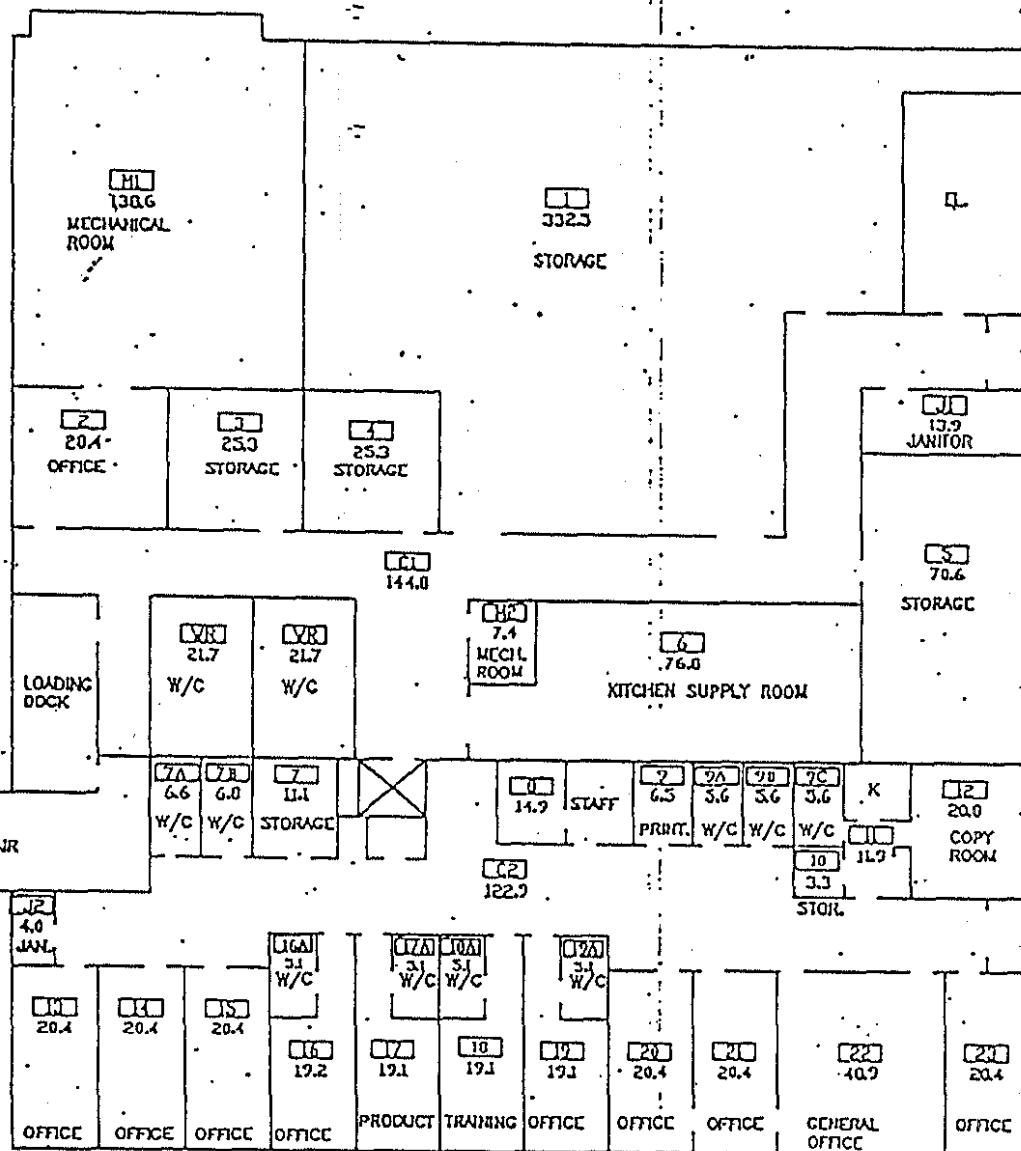 M1
138.6
MECHANICAL
ROOM
1
332.3
STORAGE
2
20.4
OFFICE
3
25.3
STORAGE
4
25.3
STORAGE
J1
13.9
JANITOR
C1
144.0
5
70.6
STORAGE
LOADING
DOCK
WR
21.7
W/C
WR
21.7
W/C
M2
7.4
MECH.
ROOM
6
76.0
KITCHEN SUPPLY ROOM
7A
6.6
W/C
7B
6.0
W/C
7
11.1
STORAGE
14.9
STAFF
9
6.5
PRINT.
9A
5.6
W/C
9B
5.6
W/C
9C
5.6
W/C
K
11.9
12
20.0
COPY
ROOM
10
3.3
STOR.
C2
122.9
J2
4.0
JAN.
13
20.4
OFFICE
14
20.4
OFFICE
15
20.4
OFFICE
16A
5.1
W/C
16
19.2
OFFICE
17A
5.1
W/C
17
19.1
PRODUCT
18A
5.1
W/C
18
19.1
TRAINING
19A
5.1
W/C
19
19.1
OFFICE
20
20.4
OFFICE
21
20.4
OFFICE
22
40.9
GENERAL
OFFICE
23
20.4
OFFICE